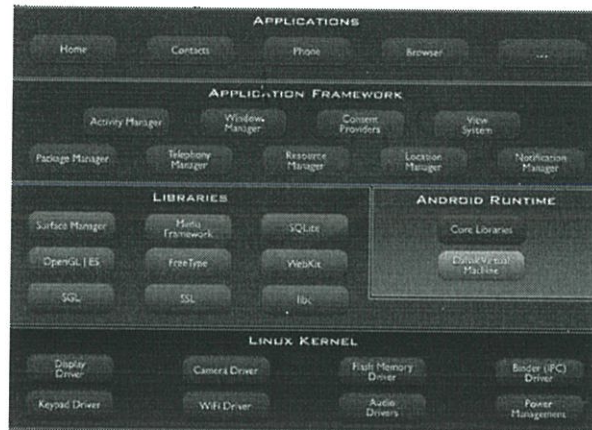 APPLICATIONS
Home Contacts Phone Browser ...
APPLICATION FRAMEWORK
Activity Manager Window Manager Content Providers View System
Package Manager Telephony Manager Resource Manager Location Manager Notification Manager
LIBRARIES
Surface Manager Media Framework SQLite
OpenGL | ES FreeType WebKit
SGL SSL libc
ANDROID RUNTIME
Core Libraries
Dalvik Virtual Machine
LINUX KERNEL
Display Driver Camera Driver Flash Memory Driver Binder (IPC) Driver
Keypad Driver WiFi Driver Audio Drivers Power Management